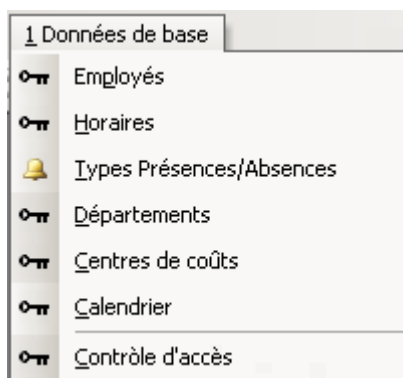 1 Données de base
Employés
Horaires
Types Présences/Absences
Départements
Centres de coûts
Calendrier
Contrôle d'accès